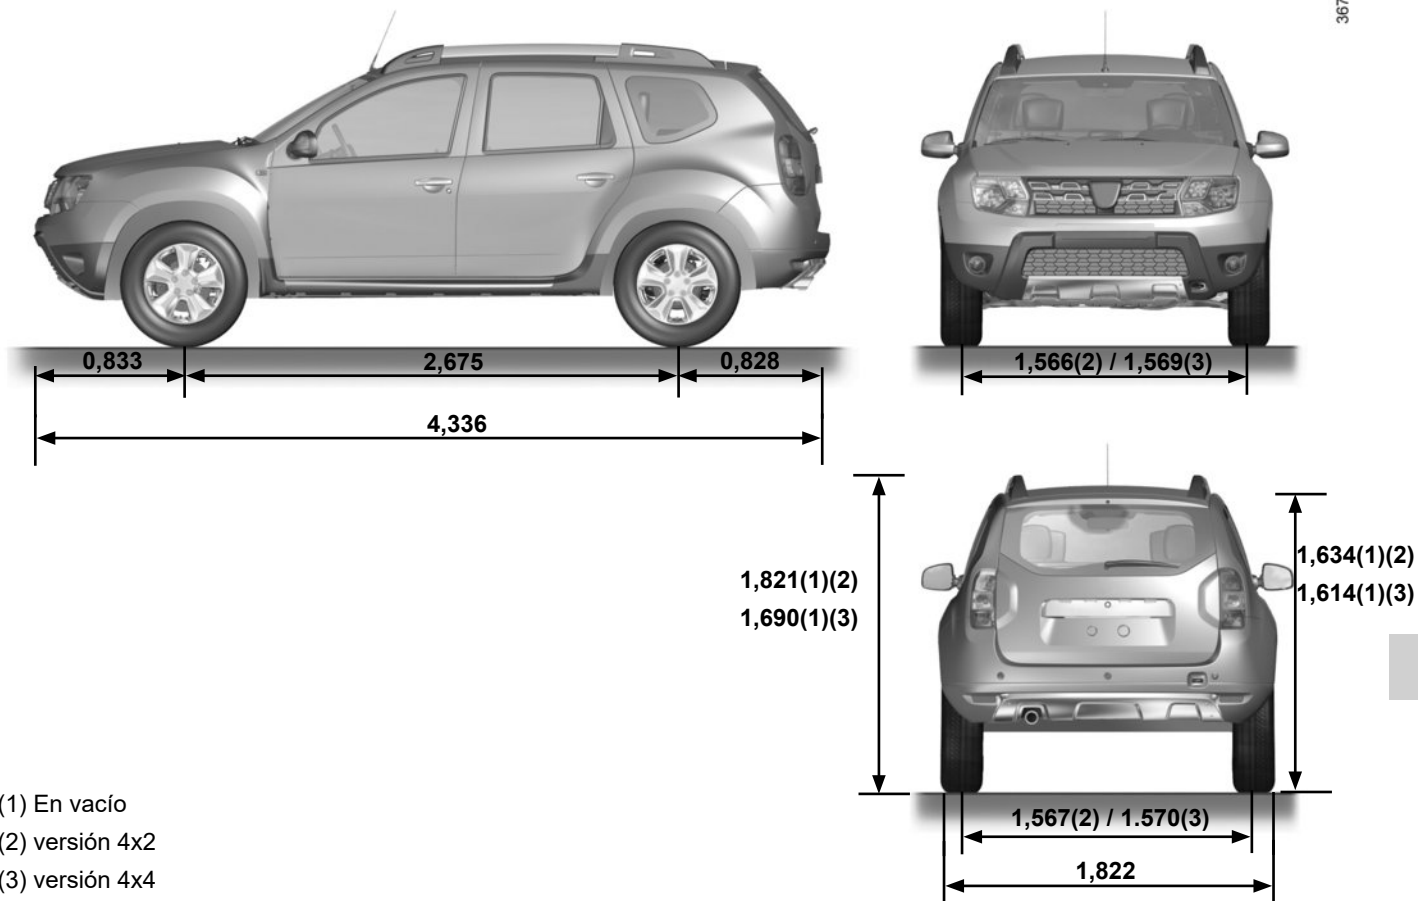 367
0,833
2,675
0,828
1,566(2) / 1,569(3)
4,336
1,821(1)(2)
1,690(1)(3)
1,634(1)(2)
1,614(1)(3)
1,567(2) / 1.570(3)
1,822
(1) En vacío
(2) versión 4x2
(3) versión 4x4